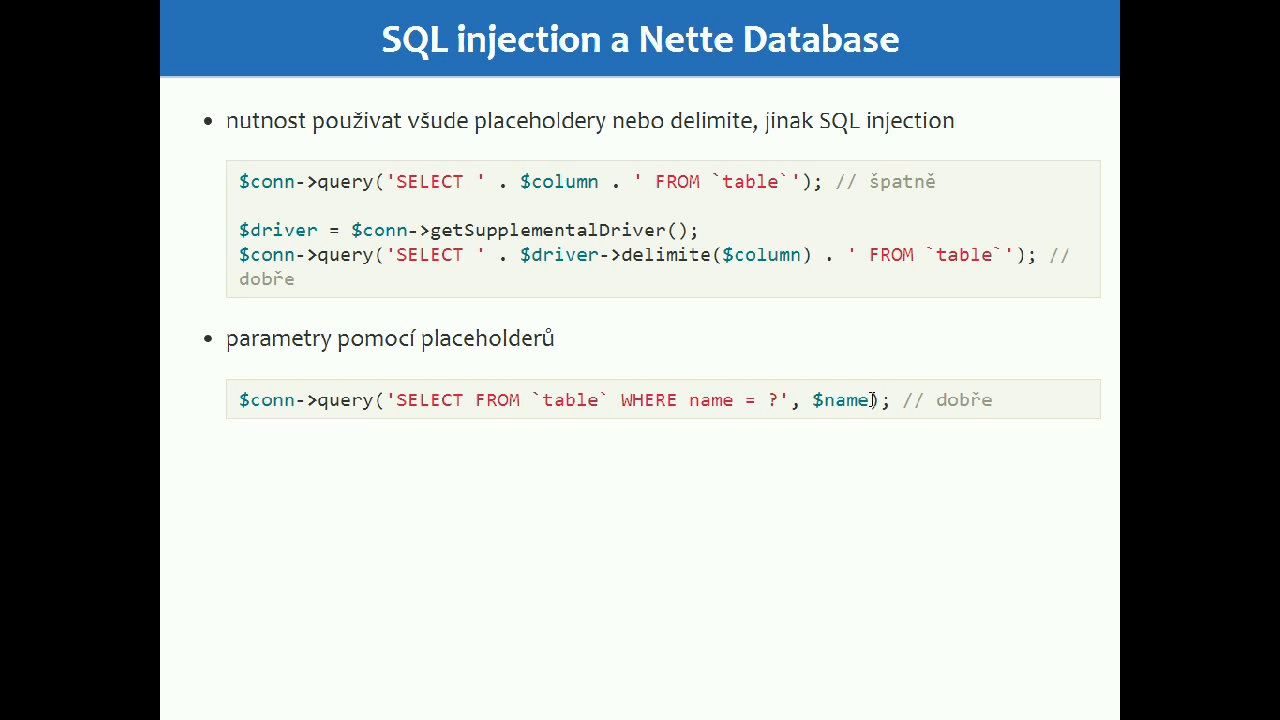 SQL injection a Nette Database
• nutnost používat všude placeholdery nebo delimite, jinak SQL injection
$conn->query('SELECT ' . $column . ' FROM `table`'); // špatně
$driver = $conn->getSupplementalDriver();
$conn->query('SELECT ' . $driver->delimite($column) . ' FROM `table`'); //
dobře
• parametry pomocí placeholderů
$conn->query('SELECT FROM `table` WHERE name = ?', $name); // dobře